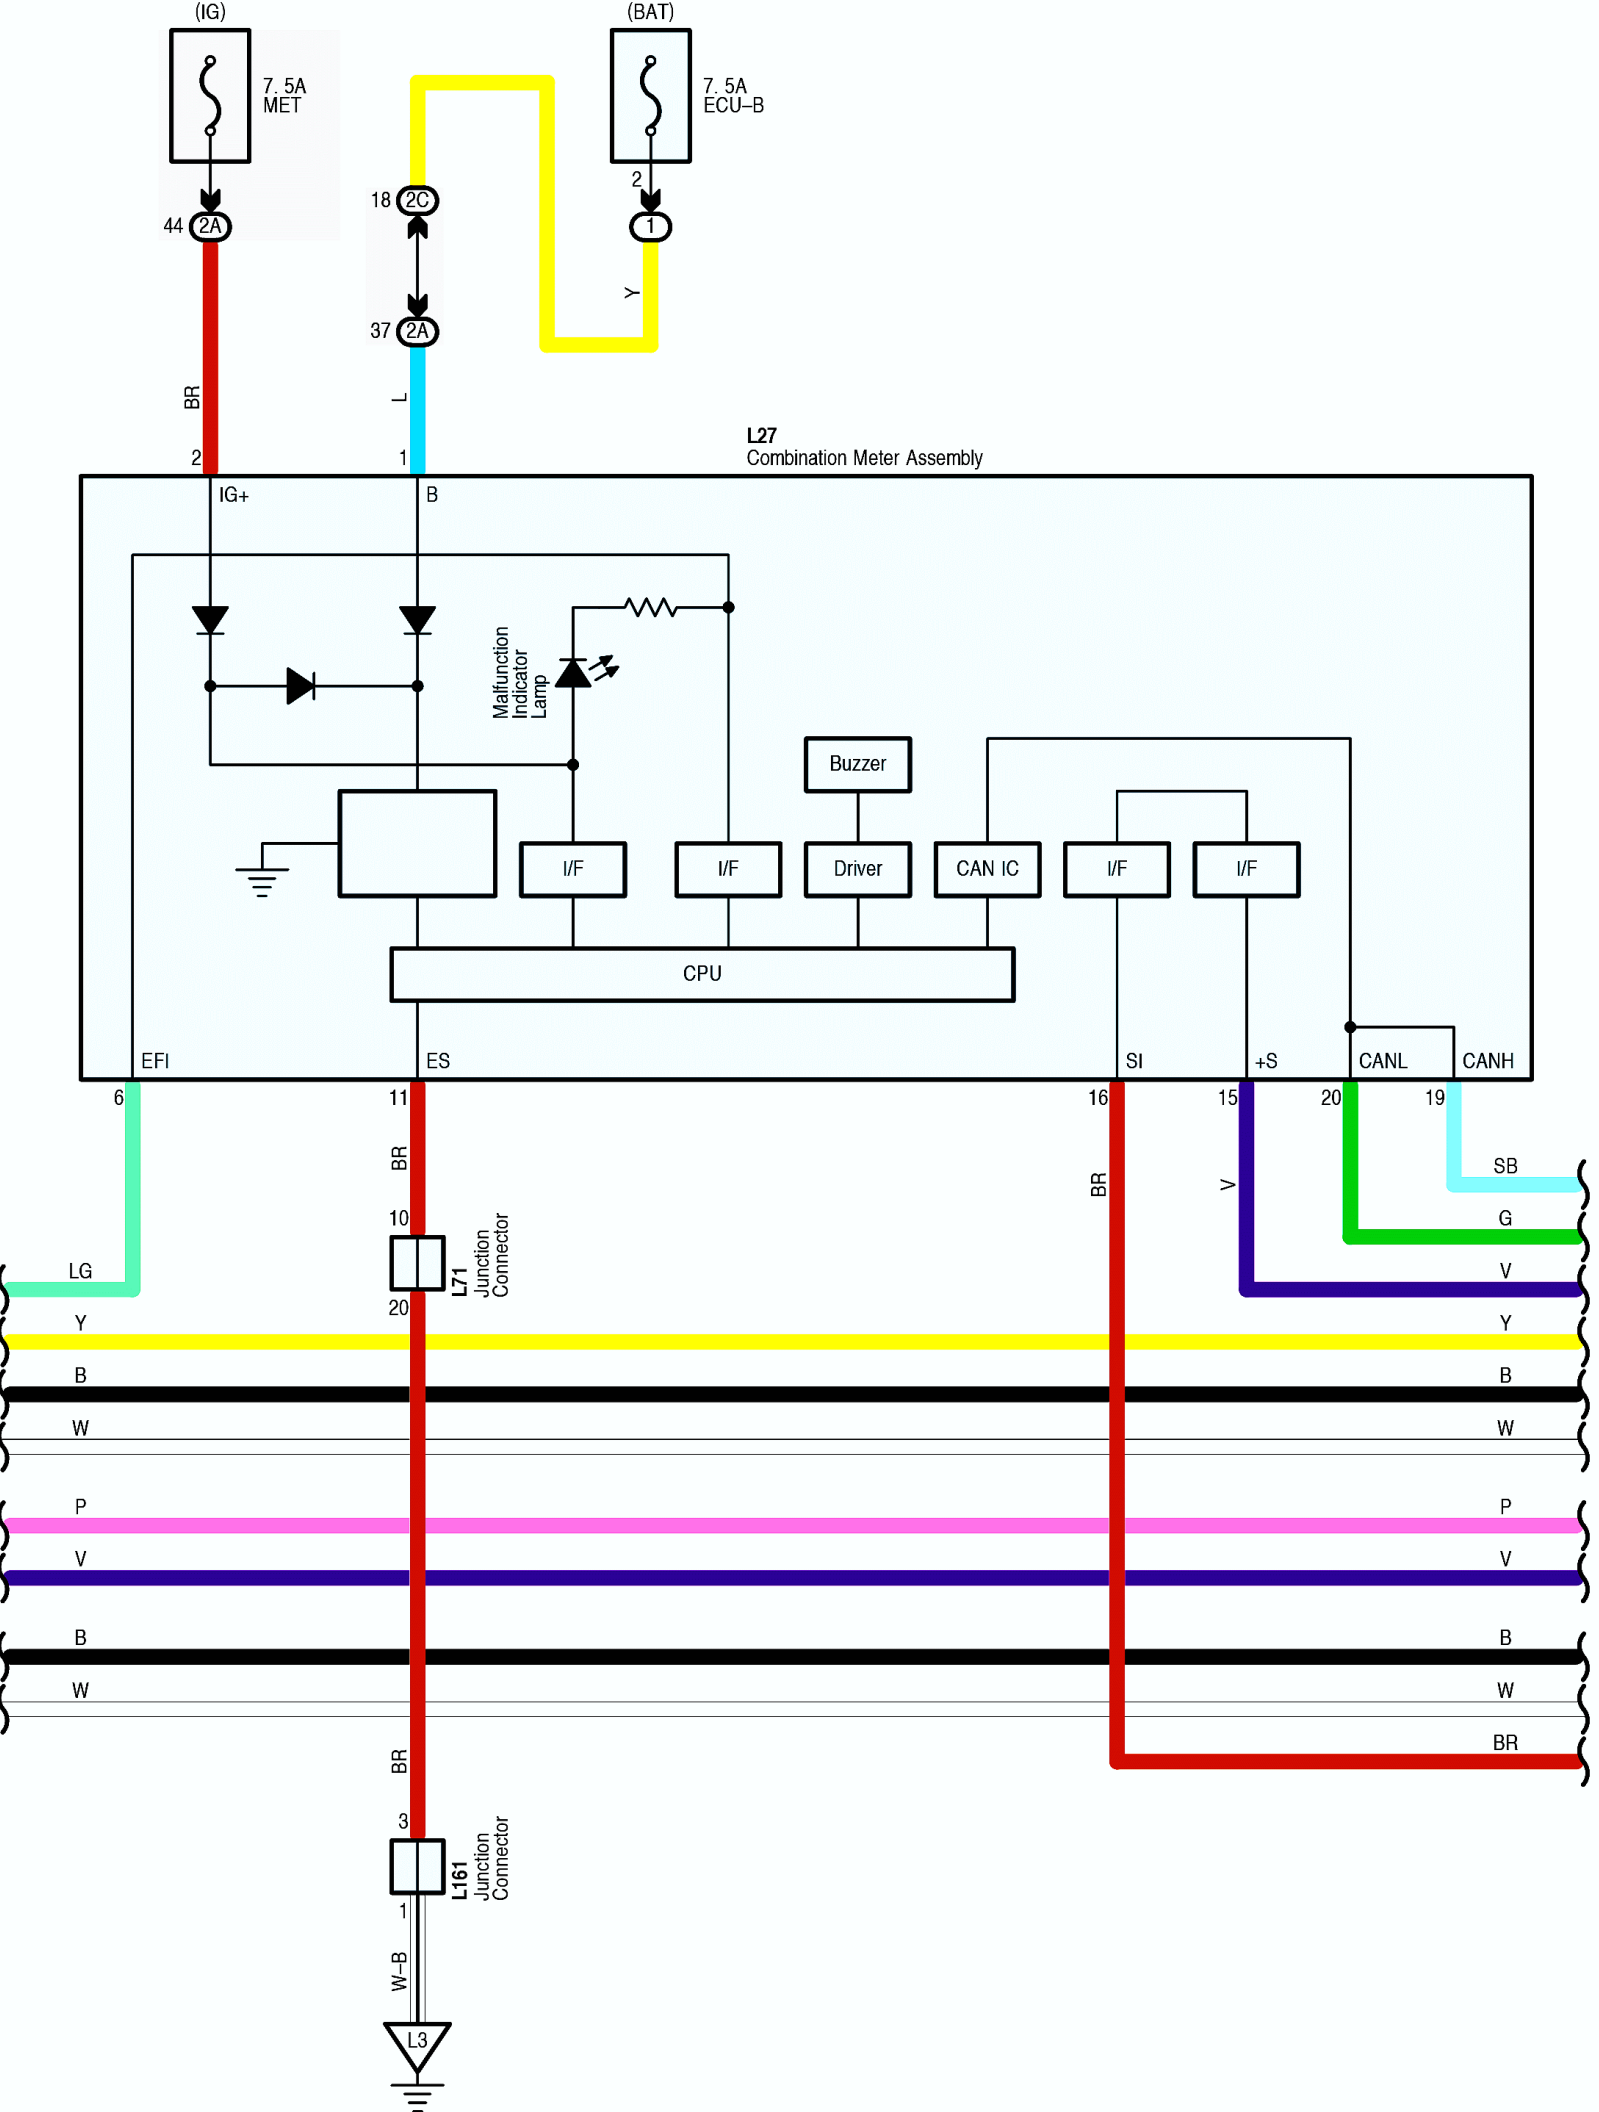 (IG)
(BAT)
7. 5A
MET
7. 5A
ECU–B
2
18 2C
44 2A
1
Y
37 2A
BR
L
L27
Combination Meter Assembly
2
1
IG+
B
Malfunction
Indicator
Lamp
Buzzer
I/F
I/F
Driver
CAN IC
I/F
I/F
CPU
EFI
ES
SI
+S
CANL
CANH
6
11
16
15
20
19
BR
BR
V
SB
10
G
L71
Junction
Connector
LG
V
20
Y
Y
B
B
W
W
P
P
V
V
B
B
W
W
BR
BR
3
L161
Junction
Connector
1
W–B
L3